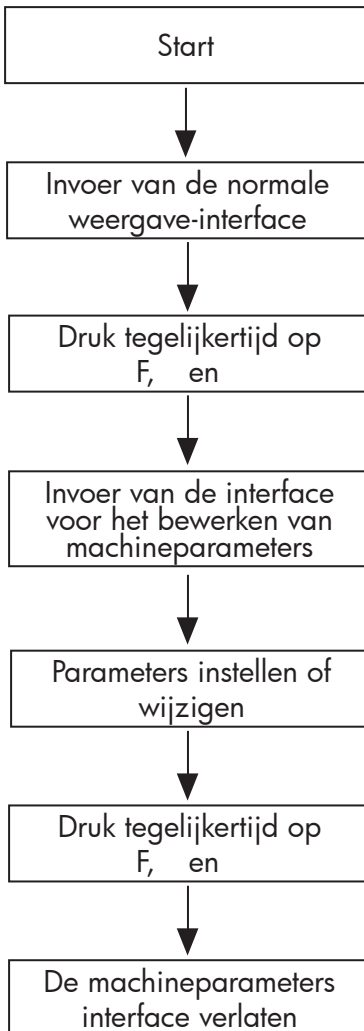 Start
Invoer van de normale
weergave-interface
Druk tegelijkertijd op
F, en
Invoer van de interface
voor het bewerken van
machineparameters
Parameters instellen of
wijzigen
Druk tegelijkertijd op
F, en
De machineparameters
interface verlaten